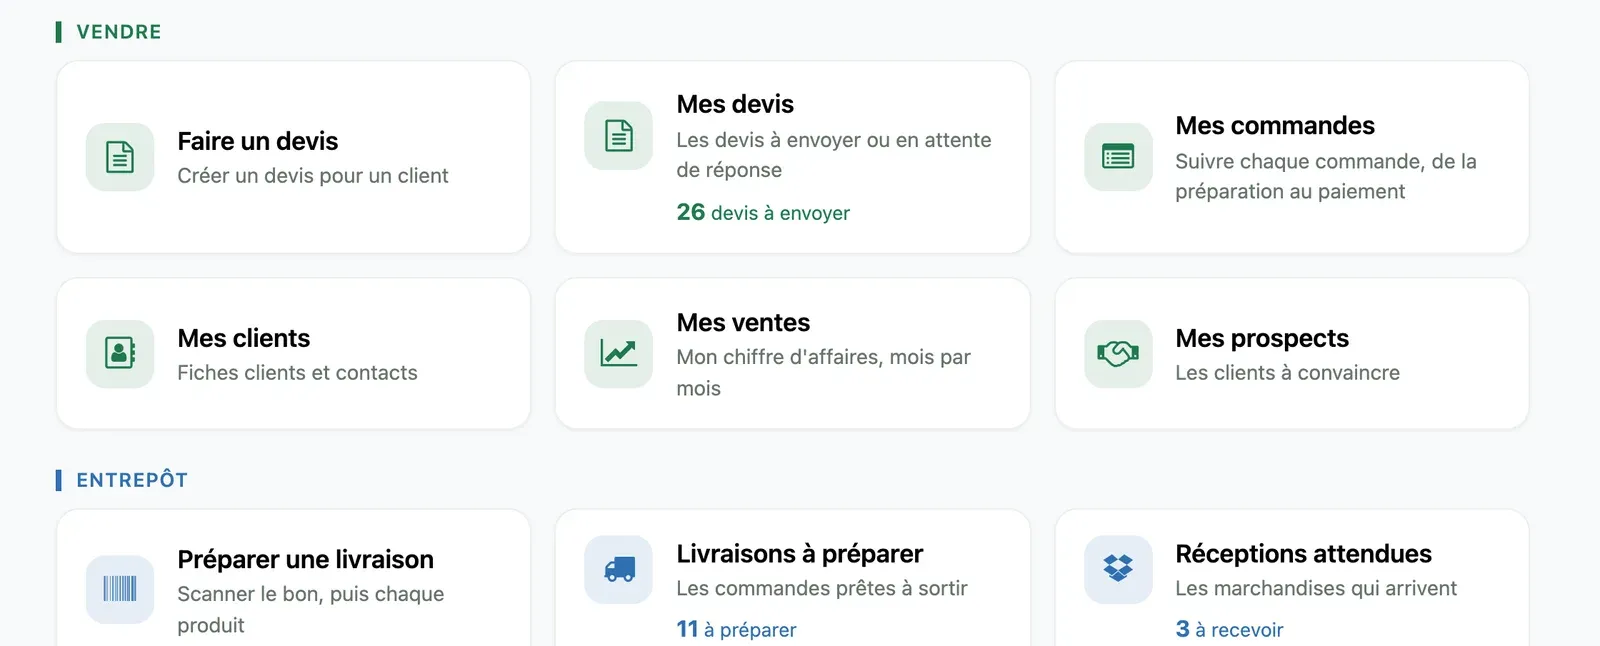 VENDRE
Faire un devis
Créer un devis pour un client
Mes devis
Les devis à envoyer ou en attente
de réponse
26 devis à envoyer
Mes commandes
Suivre chaque commande, de la
préparation au paiement
Mes clients
Fiches clients et contacts
Mes ventes
Mon chiffre d'affaires, mois par
mois
Mes prospects
Les clients à convaincre
ENTREPÔT
Préparer une livraison
Scanner le bon, puis chaque
produit
Livraisons à préparer
Les commandes prêtes à sortir
11 à préparer
Réceptions attendues
Les marchandises qui arrivent
3 à recevoir